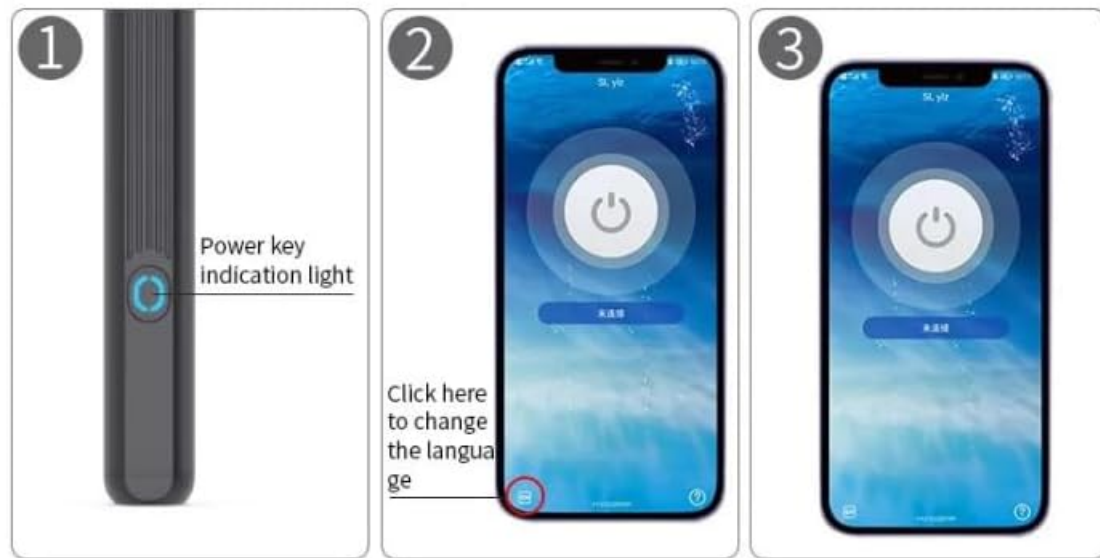 1
Power key
indication light
2
SL ylz
未连接
Click here
to change
the langua
ge
3
SL ylz
未连接